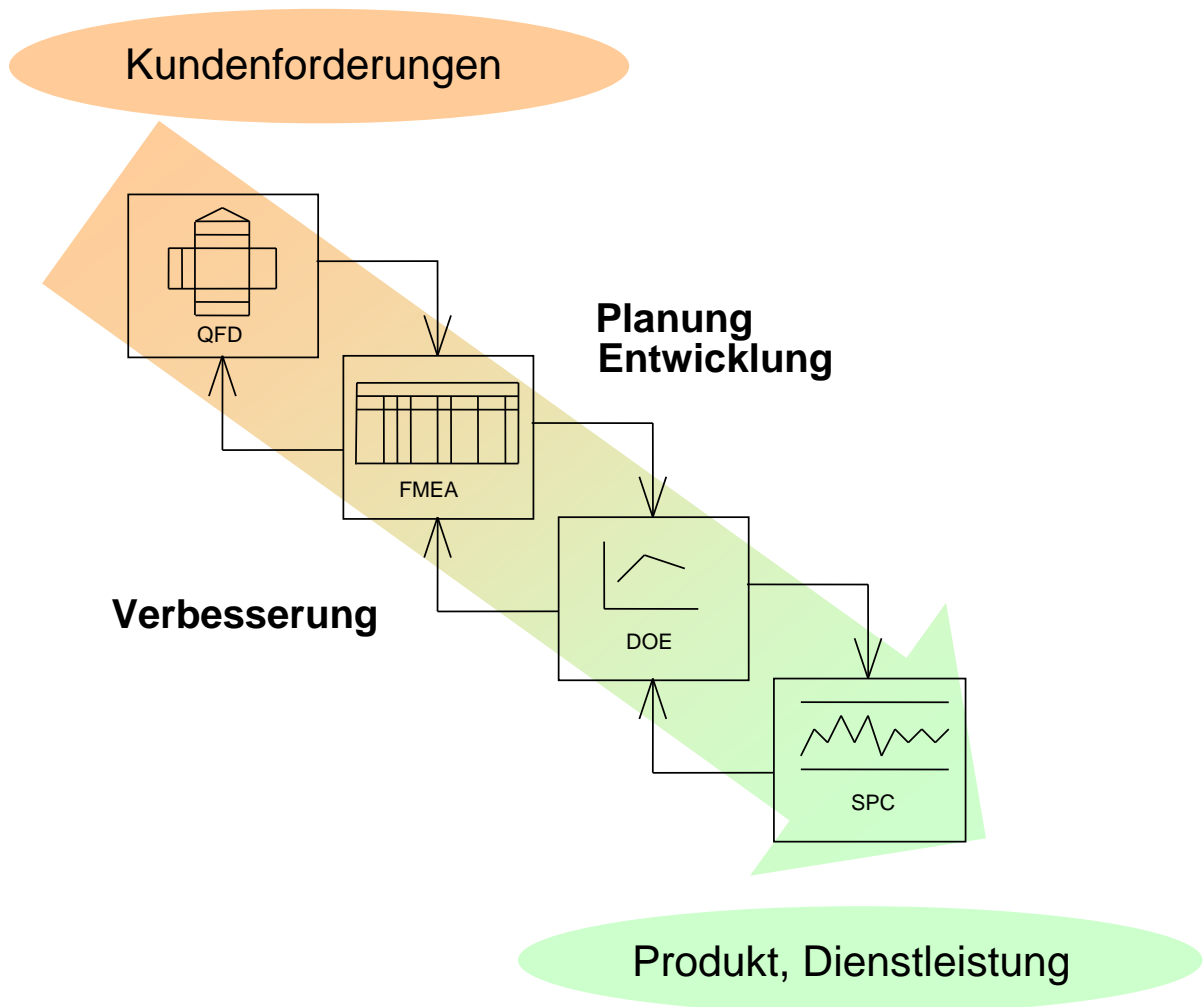 Kundenforderungen
QFD
Planung
Entwicklung
FMEA
Verbesserung
DOE
SPC
Produkt, Dienstleistung